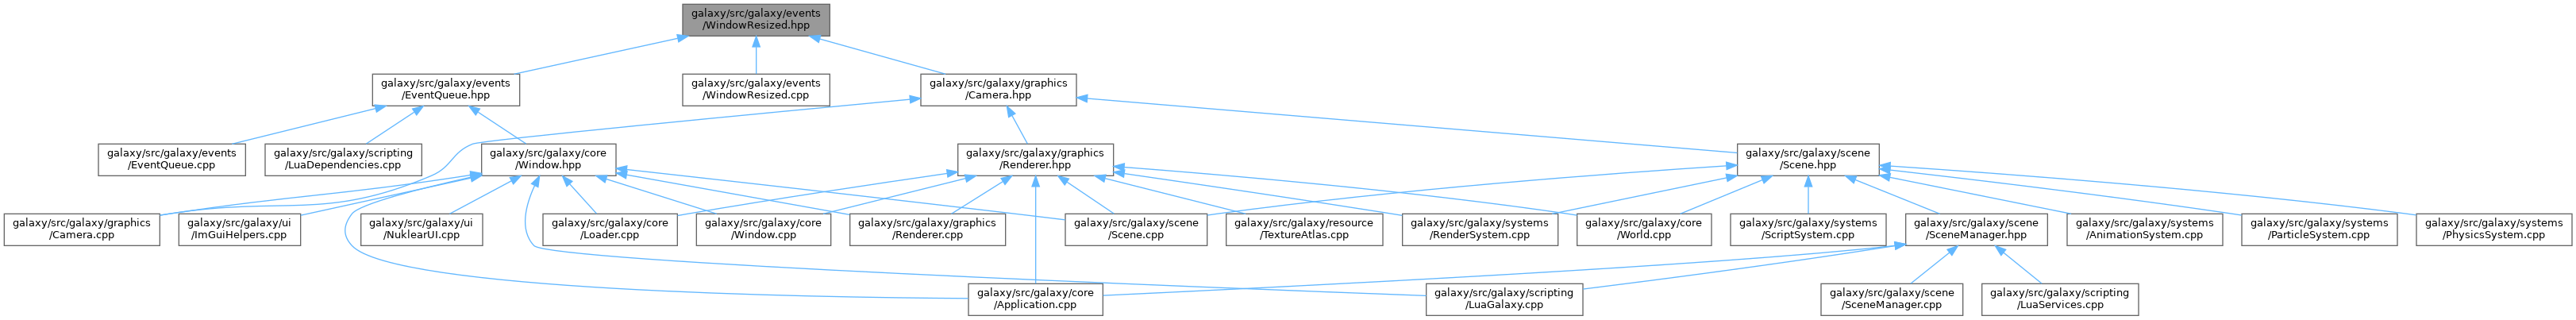 galaxy/src/galaxy/events
/WindowResized.hpp
galaxy/src/galaxy/events
/EventQueue.hpp
galaxy/src/galaxy/events
/WindowResized.cpp
galaxy/src/galaxy/graphics
/Camera.hpp
galaxy/src/galaxy/events
/EventQueue.cpp
galaxy/src/galaxy/scripting
/LuaDependencies.cpp
galaxy/src/galaxy/core
/Window.hpp
galaxy/src/galaxy/graphics
/Renderer.hpp
galaxy/src/galaxy/scene
/Scene.hpp
galaxy/src/galaxy/graphics
/Camera.cpp
galaxy/src/galaxy/ui
/ImGuiHelpers.cpp
galaxy/src/galaxy/ui
/NuklearUI.cpp
galaxy/src/galaxy/core
/Loader.cpp
galaxy/src/galaxy/core
/Window.cpp
galaxy/src/galaxy/graphics
/Renderer.cpp
galaxy/src/galaxy/scene
/Scene.cpp
galaxy/src/galaxy/resource
/TextureAtlas.cpp
galaxy/src/galaxy/systems
/RenderSystem.cpp
galaxy/src/galaxy/core
/World.cpp
galaxy/src/galaxy/systems
/ScriptSystem.cpp
galaxy/src/galaxy/scene
/SceneManager.hpp
galaxy/src/galaxy/systems
/AnimationSystem.cpp
galaxy/src/galaxy/systems
/ParticleSystem.cpp
galaxy/src/galaxy/systems
/PhysicsSystem.cpp
galaxy/src/galaxy/core
/Application.cpp
galaxy/src/galaxy/scripting
/LuaGalaxy.cpp
galaxy/src/galaxy/scene
/SceneManager.cpp
galaxy/src/galaxy/scripting
/LuaServices.cpp